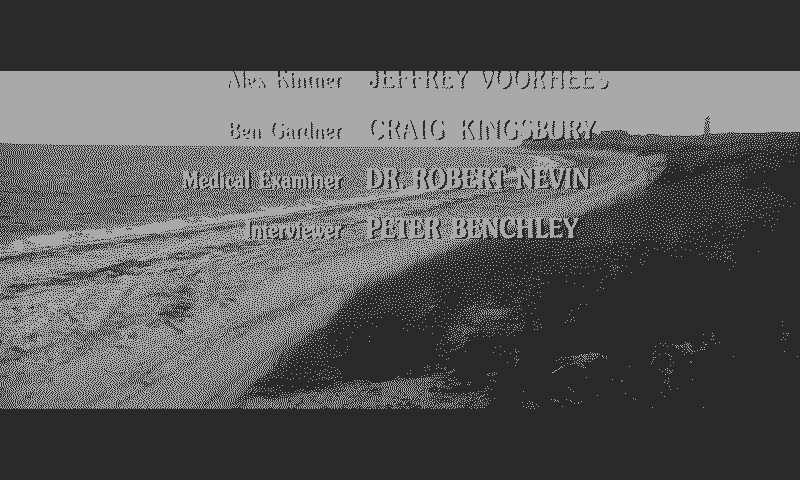 Alex Kintner JEFFREY VOORHEES
Ben Gardner CRAIG KINGSBURY
Medical Examiner DR. ROBERT NEVIN
Interviewer PETER BENCHLEY